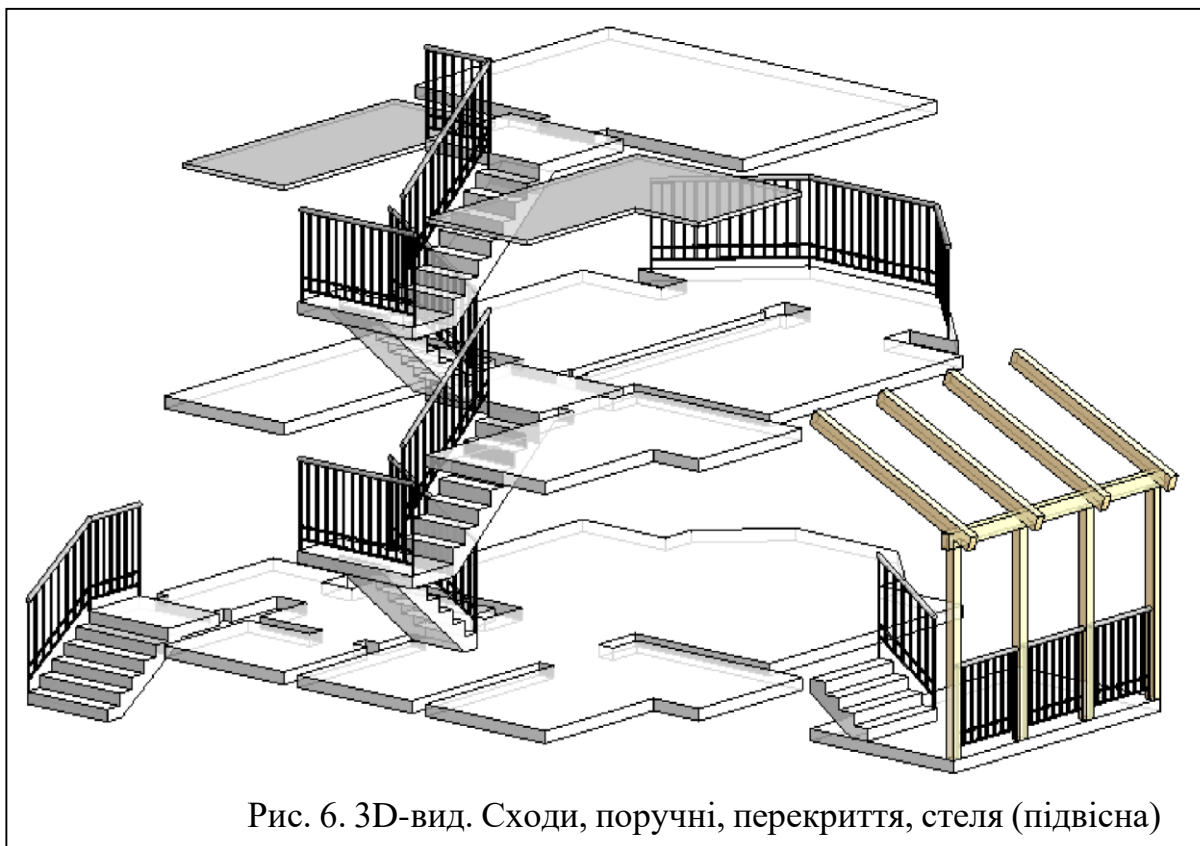 Рис. 6. 3D-вид. Сходи, поручні, перекриття, стеля (підвісна)